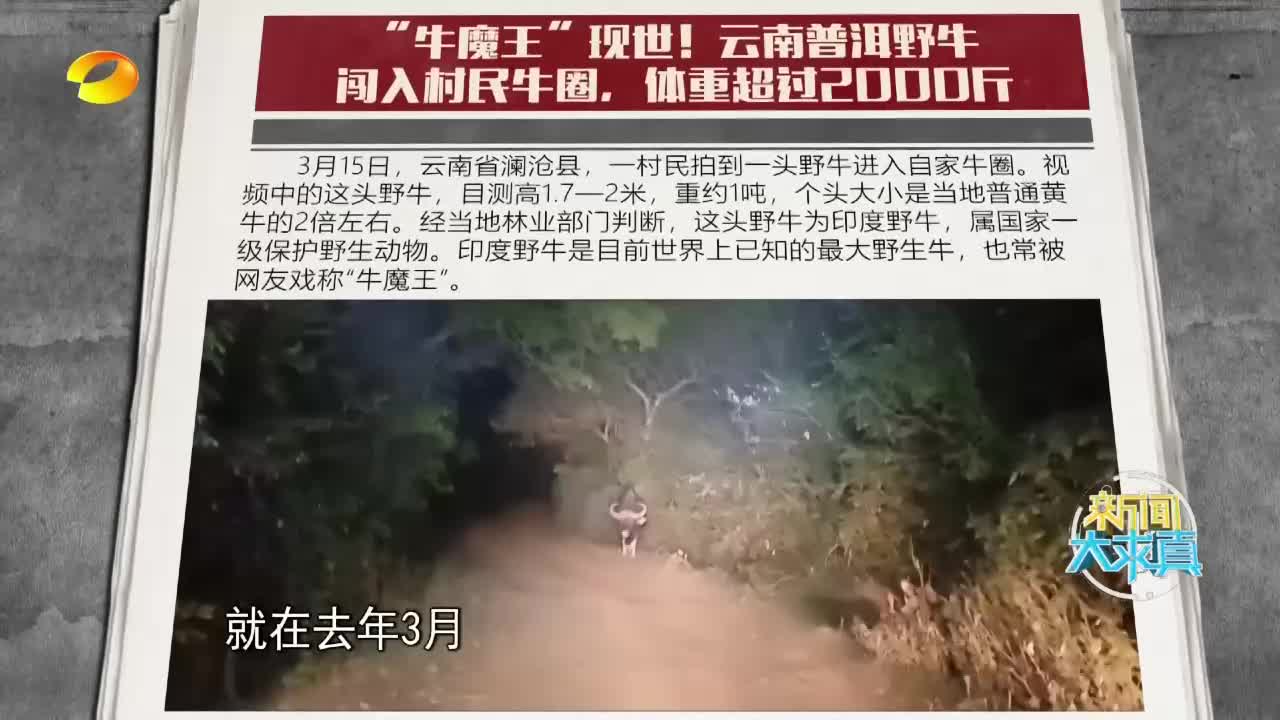 “牛魔王”现世！云南普洱野牛
闯入村民牛圈，体重超过2000斤
3月15日，云南省澜沧县，一村民拍到一头野牛进入自家牛圈。视
频中的这头野牛，目测高1.7—2米，重约1吨，个头大小是当地普通黄
牛的2倍左右。经当地林业部门判断，这头野牛为印度野牛，属国家一
级保护野生动物。印度野牛是目前世界上已知的最大野生牛，也常被
网友戏称“牛魔王”。
新闻
大求真
就在去年3月